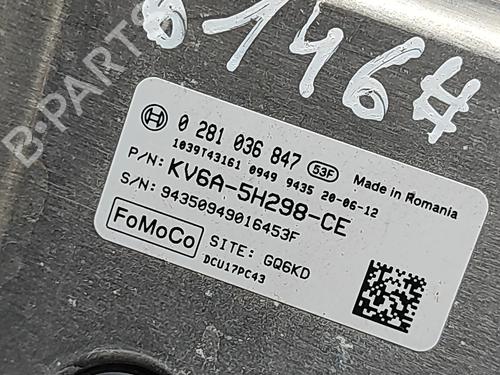 6146#
B-PARTS
0 281 036 847 53F
1039T43161 0949 9435 20-06-12
Made in Romania
P/N: KV6A-5H298-CE
S/N: 94350949016453F
FoMoCo
SITE: GQ6KD
DCU17PC43